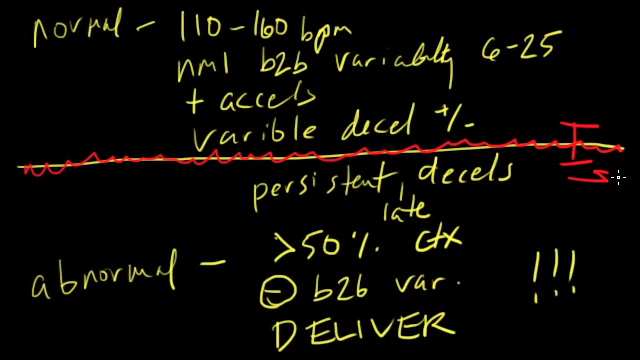 normal - 110-160 bpm
nml b2b variabilty 6-25
+ accels
varible decel +/-
persistent, decels
late
>50% ctx
abnormal - ⊖ b2b var. !!!
DELIVER